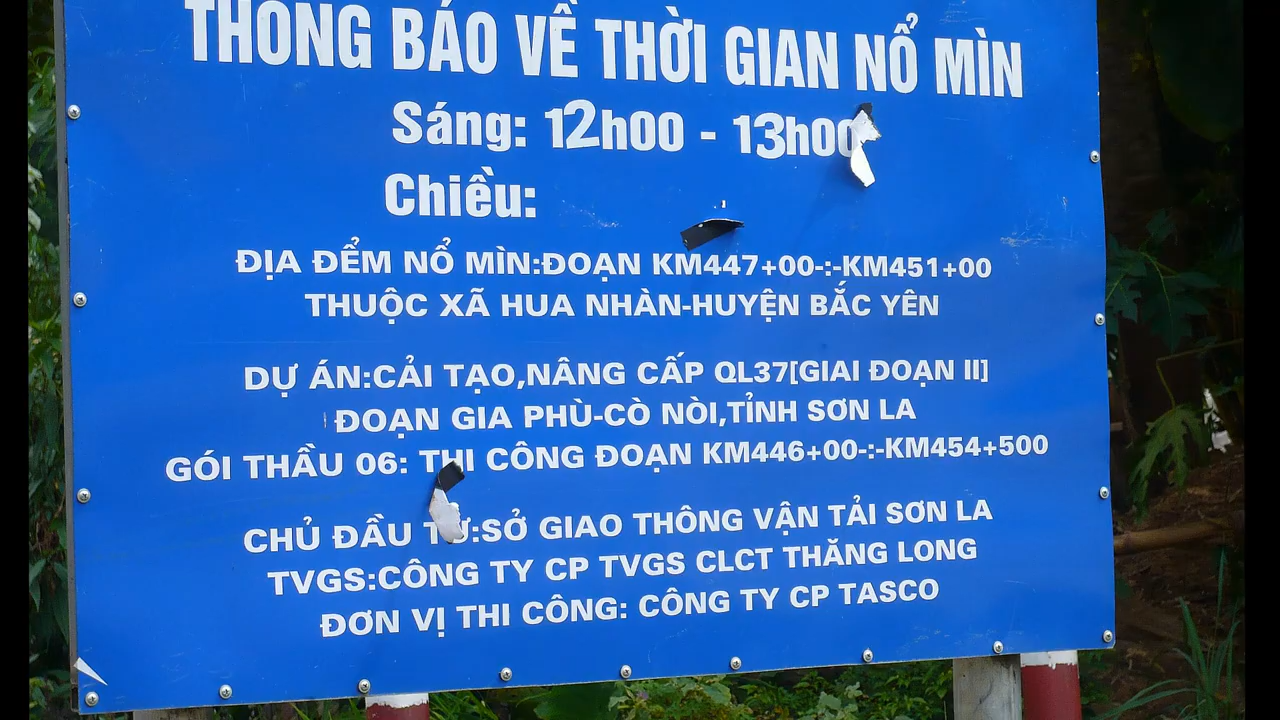 THÔNG BÁO VỀ THỜI GIAN NỔ MÌN
Sáng: 12h00 - 13h00
Chiều:
ĐỊA ĐỂM NỔ MÌN:ĐOẠN KM447+00-:-KM451+00
THUỘC XÃ HUA NHÀN-HUYỆN BẮC YÊN
DỰ ÁN:CẢI TẠO,NÂNG CẤP QL37[GIAI ĐOẠN II]
ĐOẠN GIA PHÙ-CÒ NÒI,TỈNH SƠN LA
GÓI THẦU 06: THI CÔNG ĐOẠN KM446+00-:-KM454+500
CHỦ ĐẦU TƯ:SỞ GIAO THÔNG VẬN TẢI SƠN LA
TVGS:CÔNG TY CP TVGS CLCT THĂNG LONG
ĐƠN VỊ THI CÔNG: CÔNG TY CP TASCO